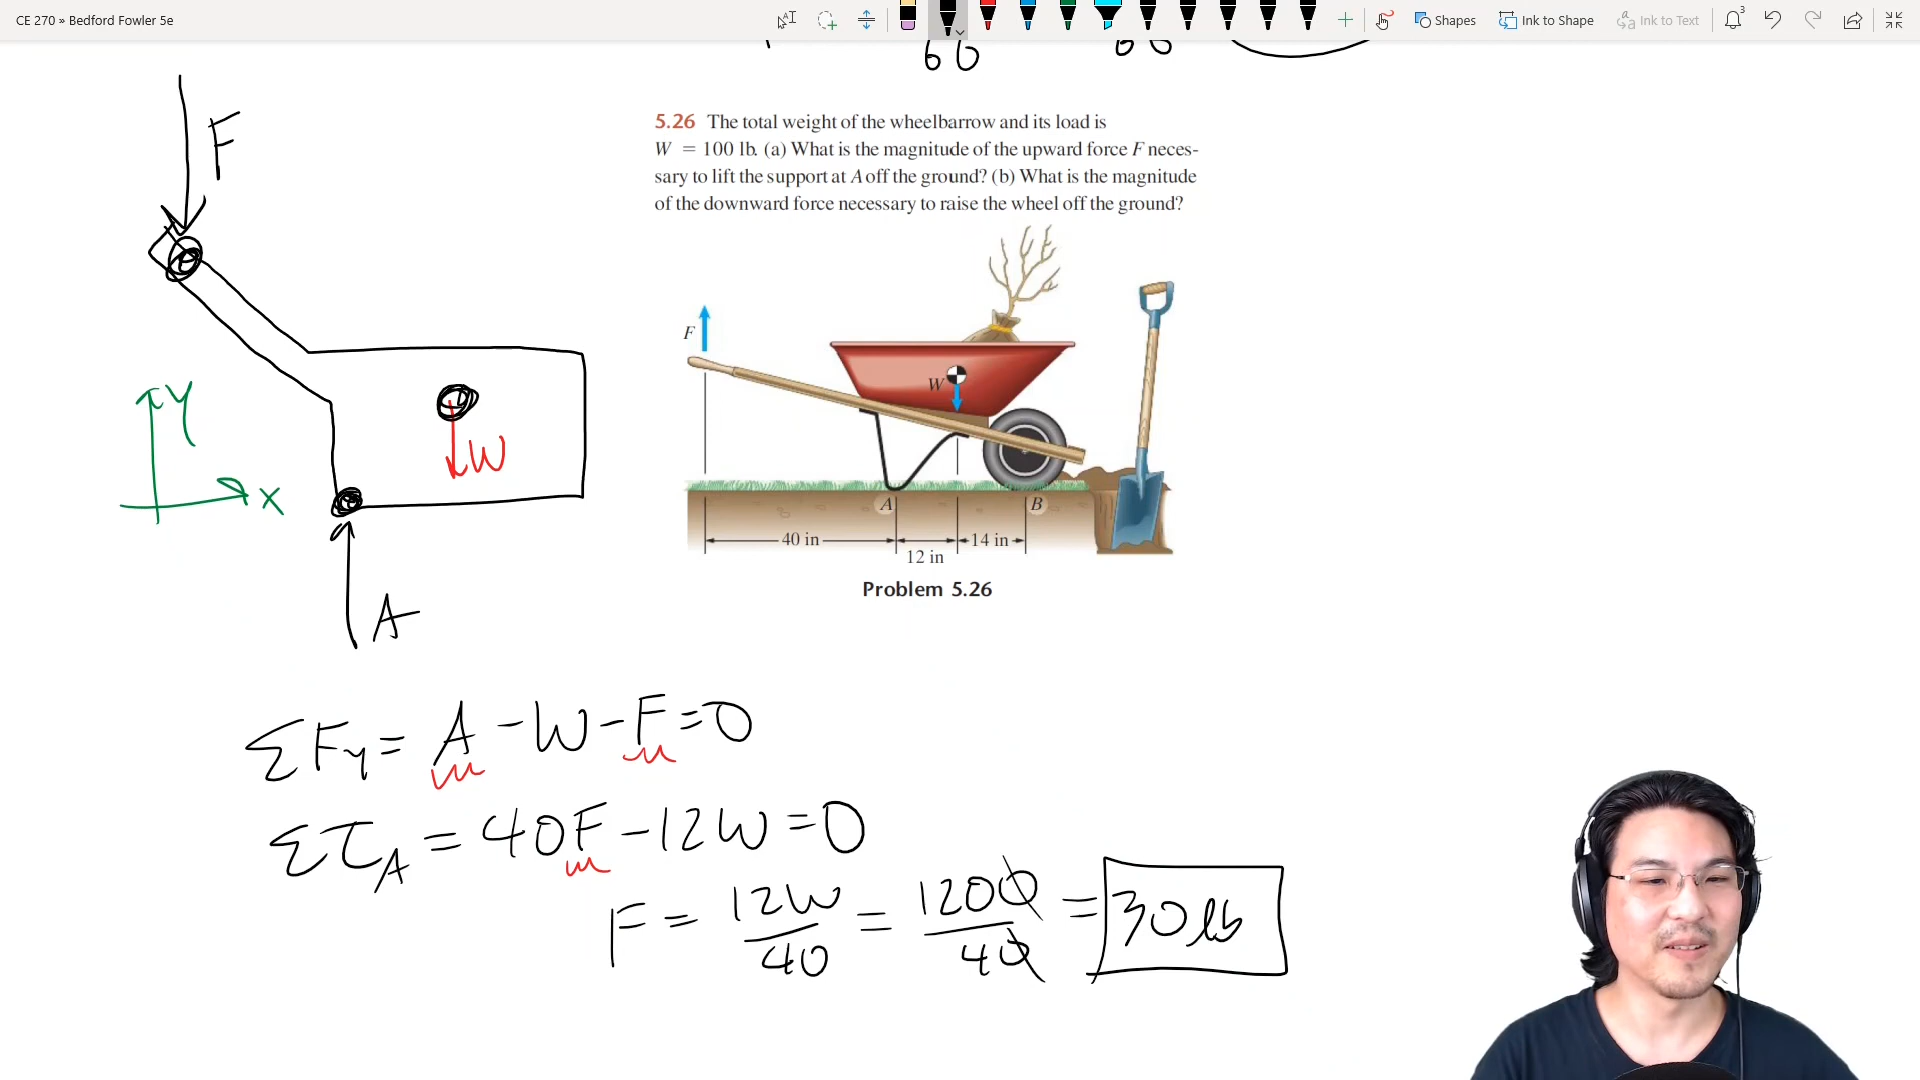 CE 270 » Bedford Fowler 5e
Shapes
Ink to Shape
Ink to Text
3
60
60
F
5.26 The total weight of the wheelbarrow and its load is
W = 100 lb. (a) What is the magnitude of the upward force F neces-
sary to lift the support at A off the ground? (b) What is the magnitude
of the downward force necessary to raise the wheel off the ground?
F
W
Y
W
X
A
B
40 in
14 in
12 in
Problem 5.26
A
ΣFy = A - W - F = 0
ΣτA = 40F - 12W = 0
F = 12W/40 = 1200/40 = 30 lb